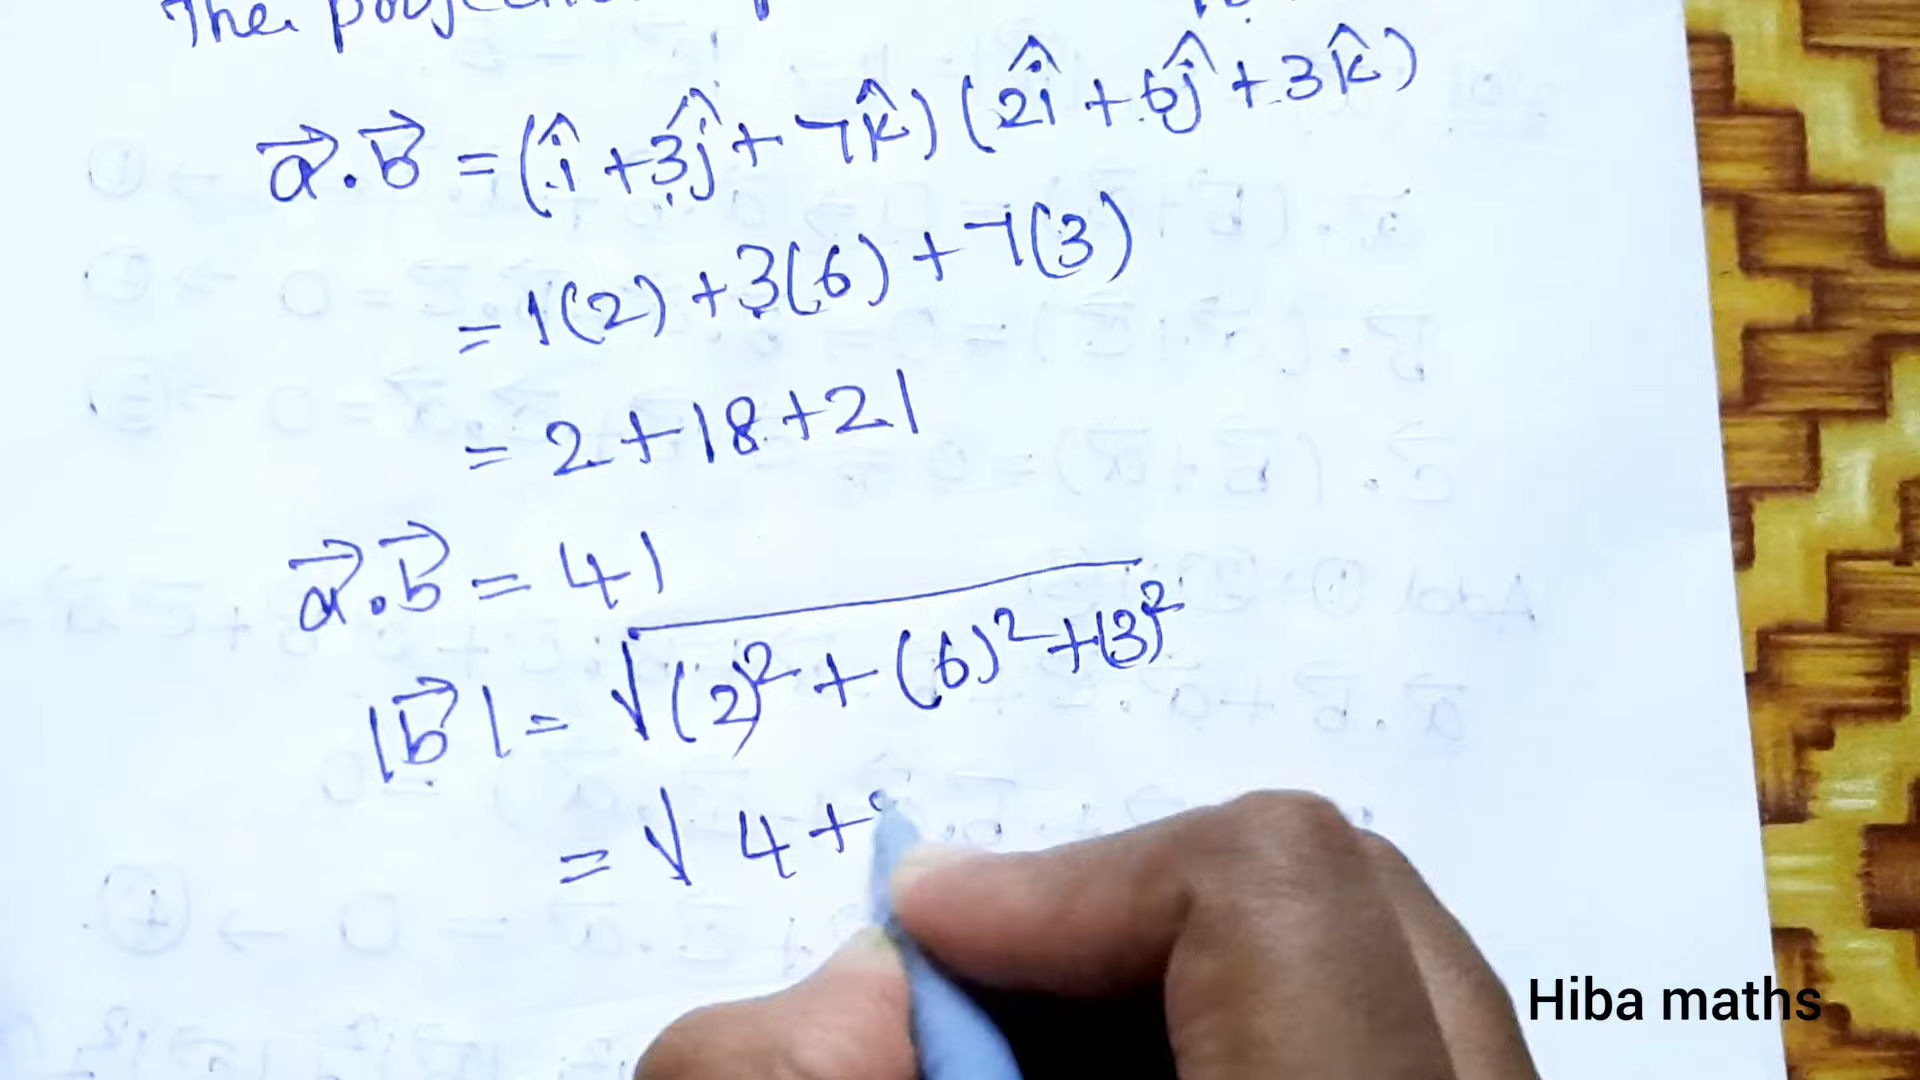 The
a⃗.b⃗ = (î + 3ĵ + 7k̂) (2î + 6ĵ + 3k̂)
= 1(2) + 3(6) + 7(3)
= 2 + 18 + 21
a⃗.b⃗ = 41
|b⃗| = √(2)² + (6)² + (3)²
= √4 +
Hiba maths